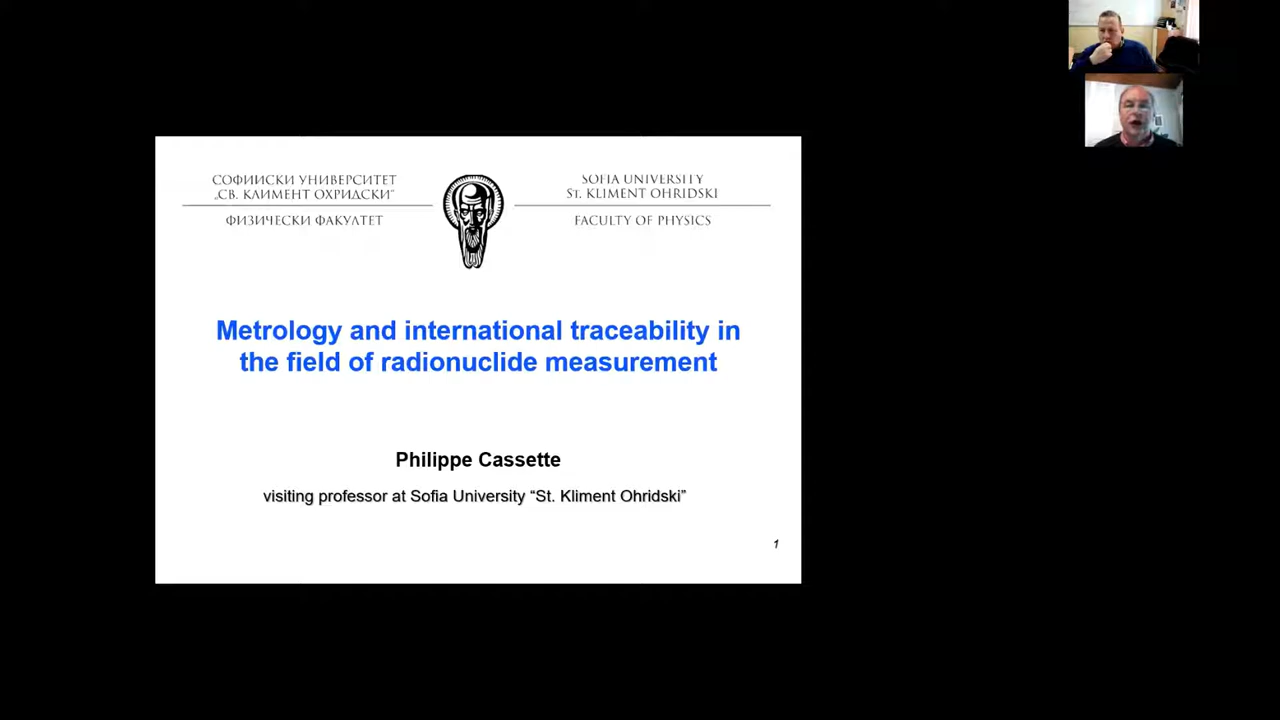 СОФИЙСКИ УНИВЕРСИТЕТ
„СВ. КЛИМЕНТ ОХРИДСКИ“
ФИЗИЧЕСКИ ФАКУЛТЕТ
SOFIA UNIVERSITY
ST. KLIMENT OHRIDSKI
FACULTY OF PHYSICS
Metrology and international traceability in
the field of radionuclide measurement
Philippe Cassette
visiting professor at Sofia University “St. Kliment Ohridski”
1